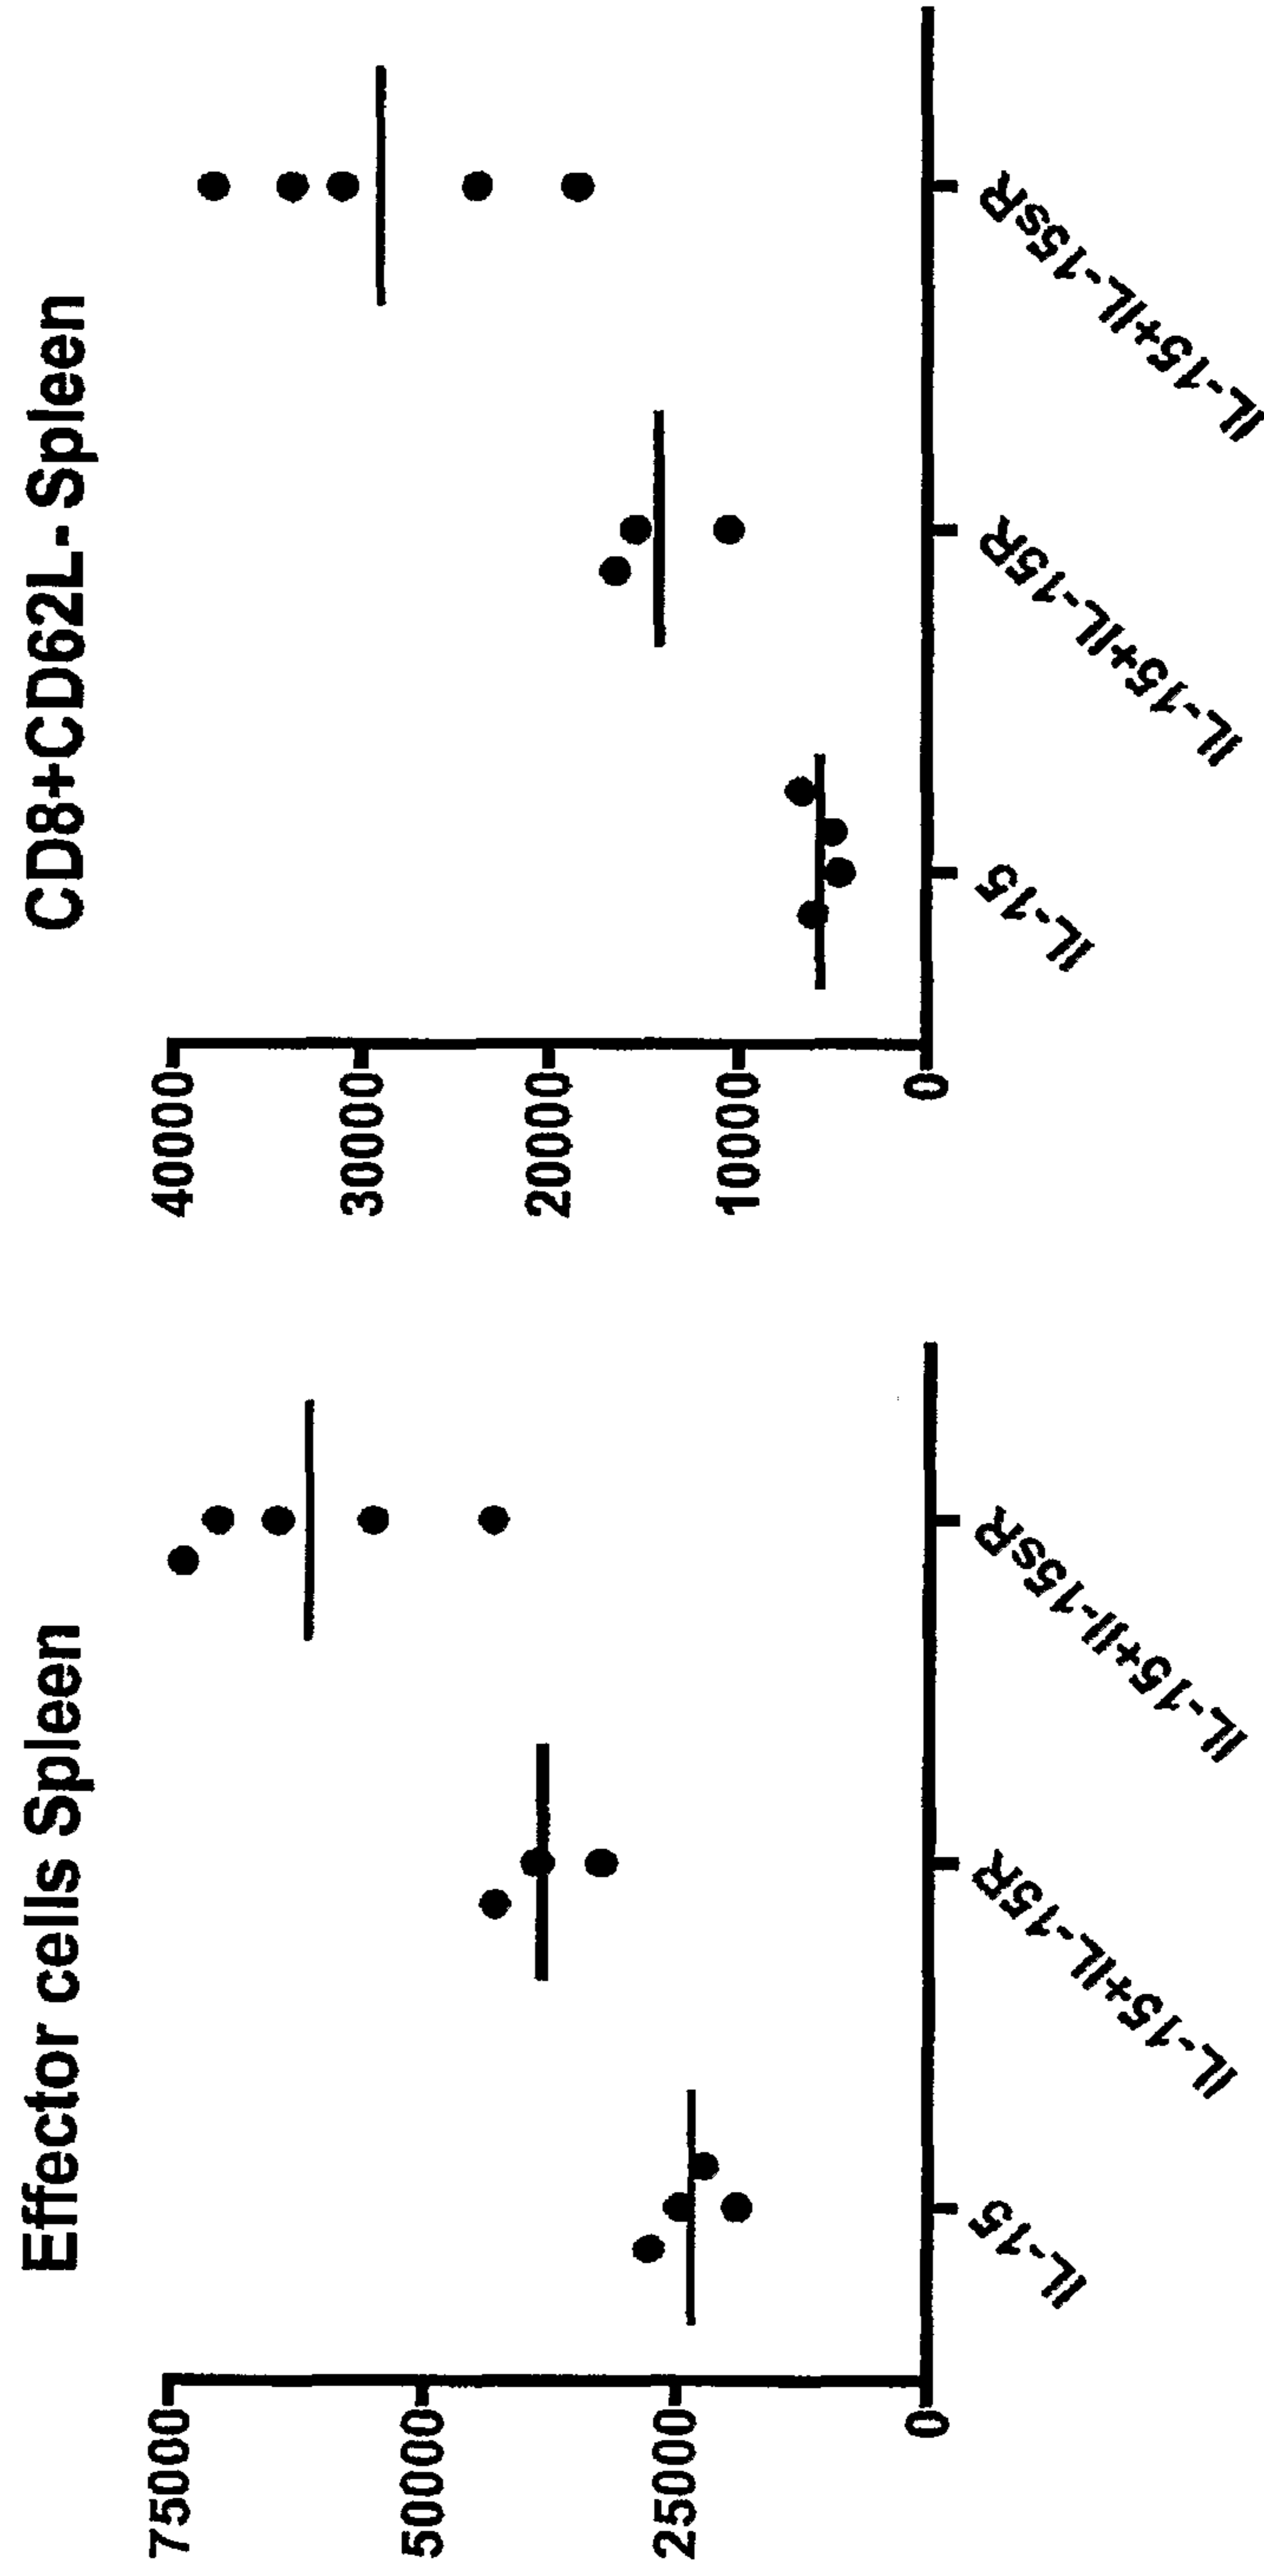 Effector cells Spleen
75000
50000
25000
0
IL-15
IL-15+IL-15R
IL-15+Il-15sR
CD8+CD62L- Spleen
40000
30000
20000
10000
0
IL-15
IL-15+IL-15R
IL-15+IL-15sR